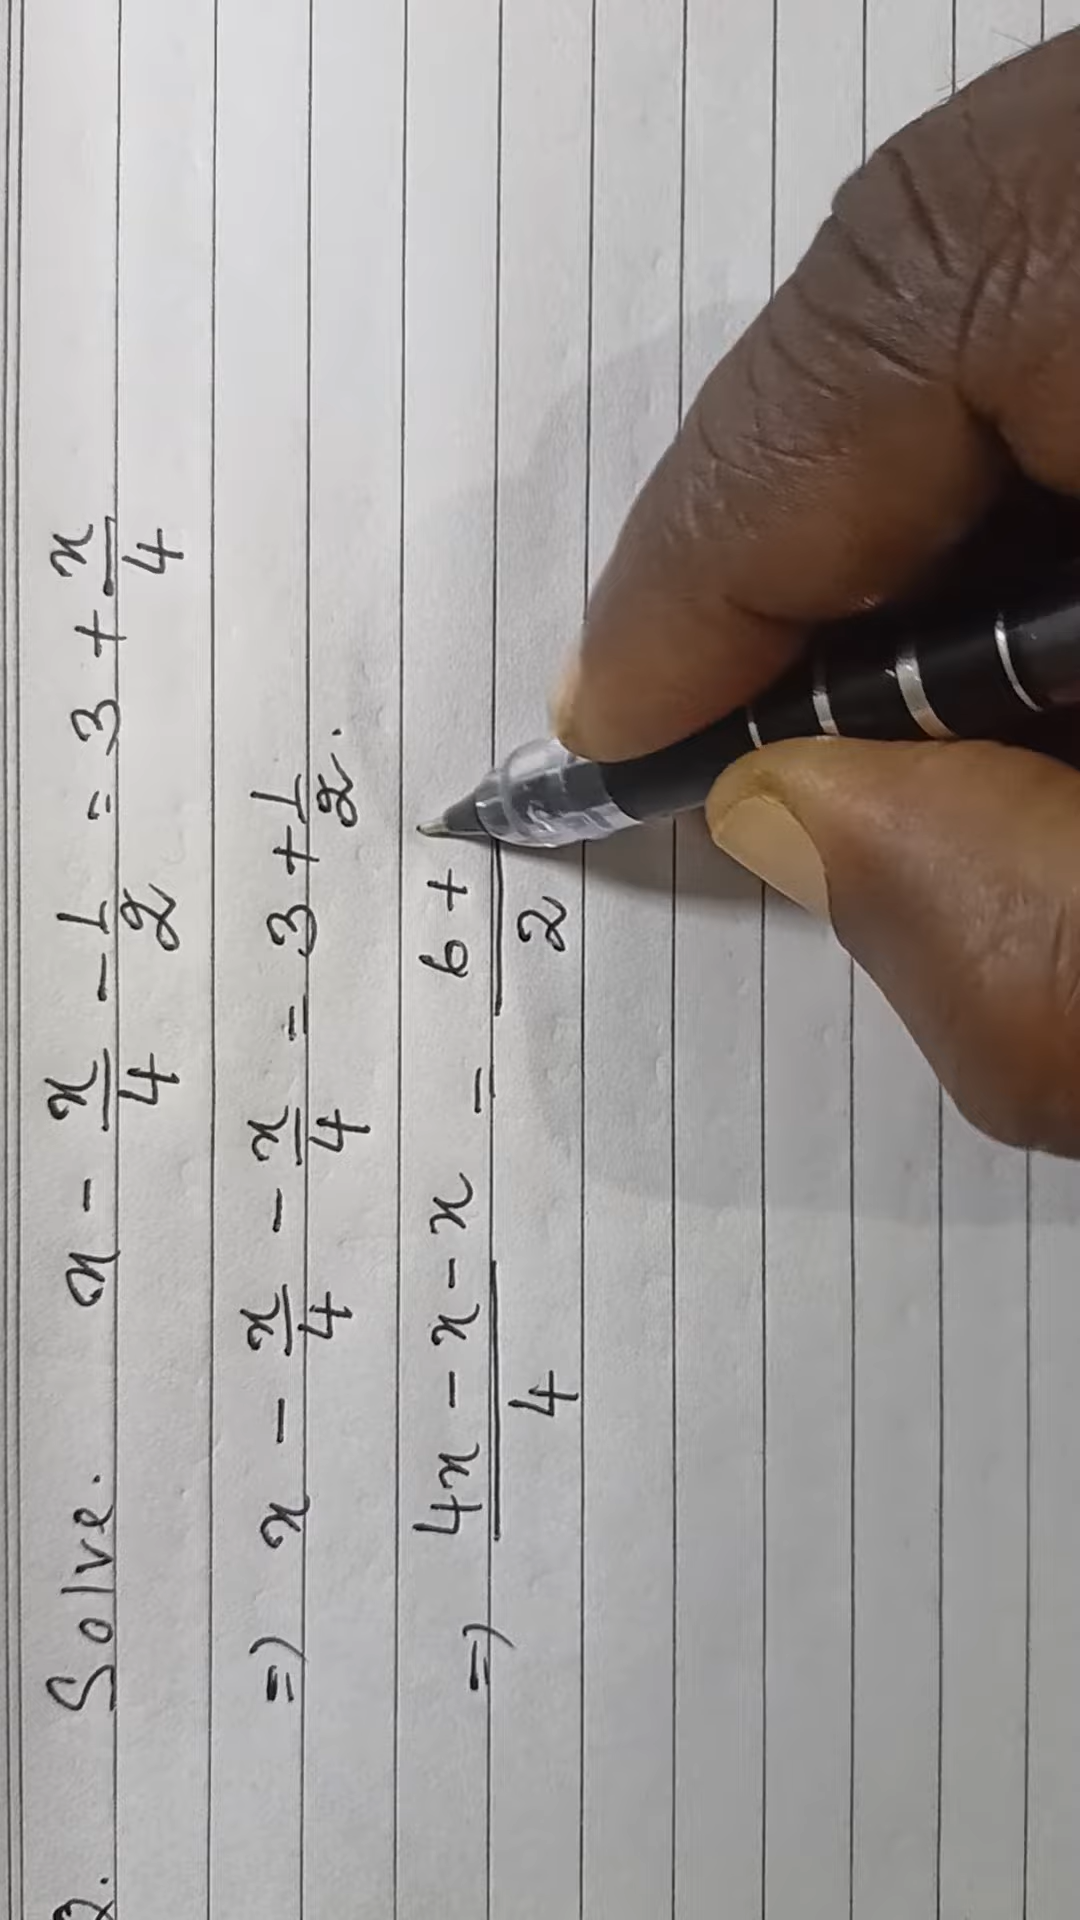 2. Solve. x - x/4 - 1/2 = 3 + x/4
=) x - x/4 - x/4 = 3 + 1/2.
=) (4x - x - x)/4 = (6 +)/2